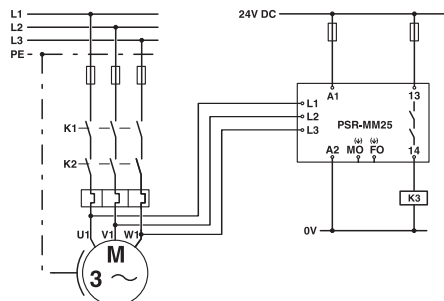 L1
L2
L3
PE
K1
K2
U1 V1 W1
M
3 ~
24V DC
A1 13
L1
L2
L3
PSR-MM25
A2 MO FO 14
K3
0V